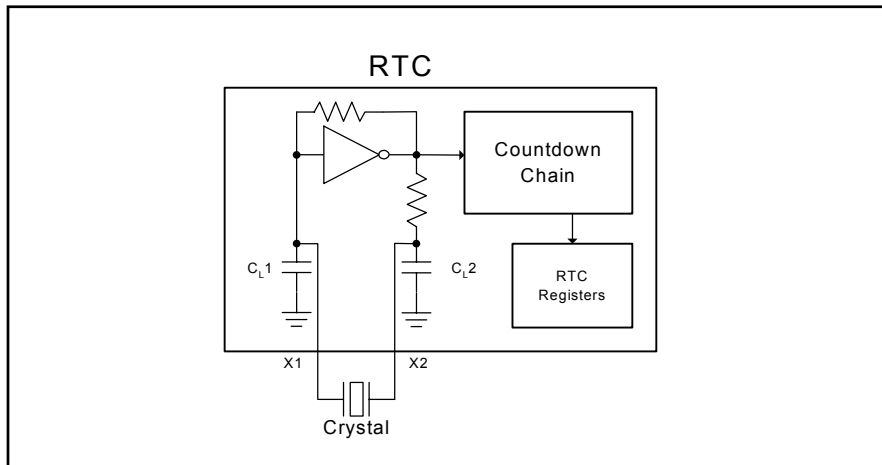 RTC
Countdown
Chain
C_L1
C_L2
RTC
Registers
X1
X2
Crystal